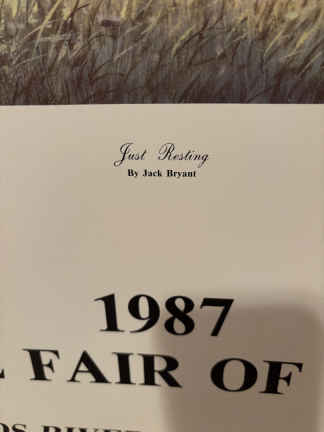 Just Resting
By Jack Bryant
1987
FAIR OF